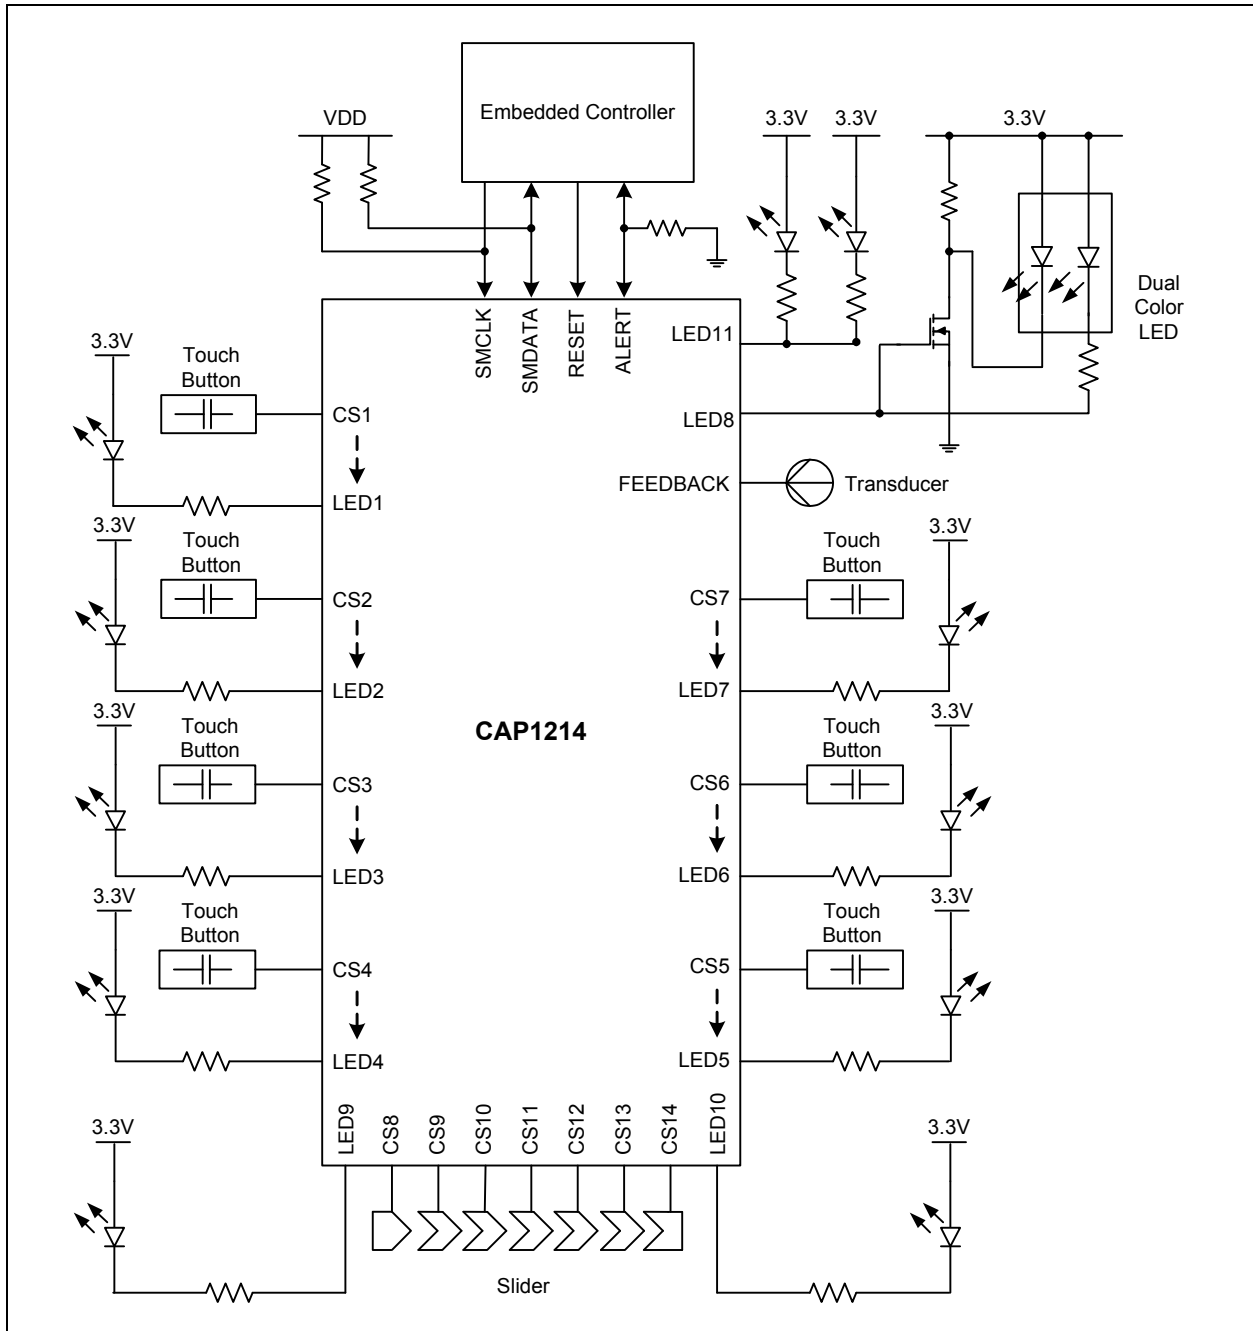 Embedded Controller
VDD
3.3V
3.3V
3.3V
Dual
Color
LED
SMCLK
SMDATA
RESET
ALERT
LED11
LED8
FEEDBACK
Transducer
3.3V
Touch
Button
CS1
LED1
3.3V
Touch
Button
CS2
LED2
3.3V
Touch
Button
CS3
LED3
3.3V
Touch
Button
CS4
LED4
CAP1214
Touch
Button
3.3V
CS7
LED7
Touch
Button
3.3V
CS6
LED6
Touch
Button
3.3V
CS5
LED5
LED9
CS8
CS9
CS10
CS11
CS12
CS13
CS14
LED10
3.3V
3.3V
Slider